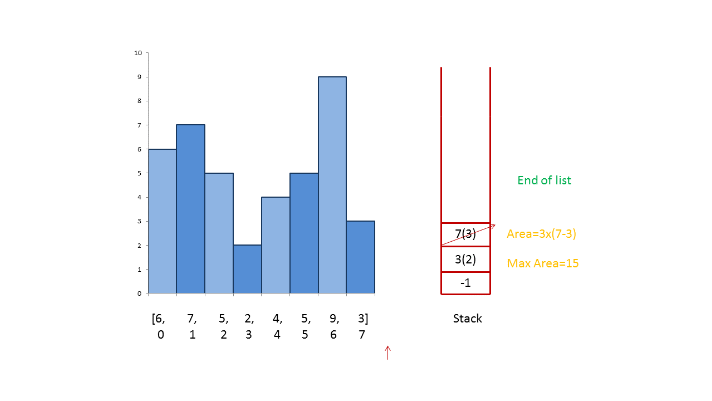 10
9
8
7
6
5
4
3
2
1
0
[6, 7, 5, 2, 4, 5, 9, 3]
0 1 2 3 4 5 6 7
End of list
7(3)
Area=3x(7-3)
3(2)
Max Area=15
-1
Stack